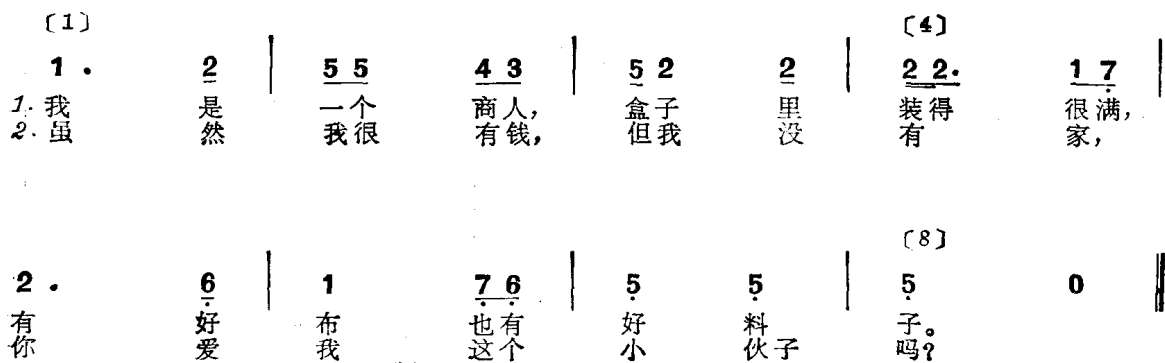 〔1〕 〔4〕
1 . 2 | 5 5 4 3 | 5 2 2 | 2 2. 1 7 |
1. 我 是 一个 商人, 盒子 里 装得 很满,
2. 虽 然 我很 有钱, 但我 没 有 家,
〔8〕
2 . 6 | 1 7 6 | 5 5 | 5 0 ‖
有 好 布 也有 好 料 子。
你 爱 我 这个 小 伙子 吗?